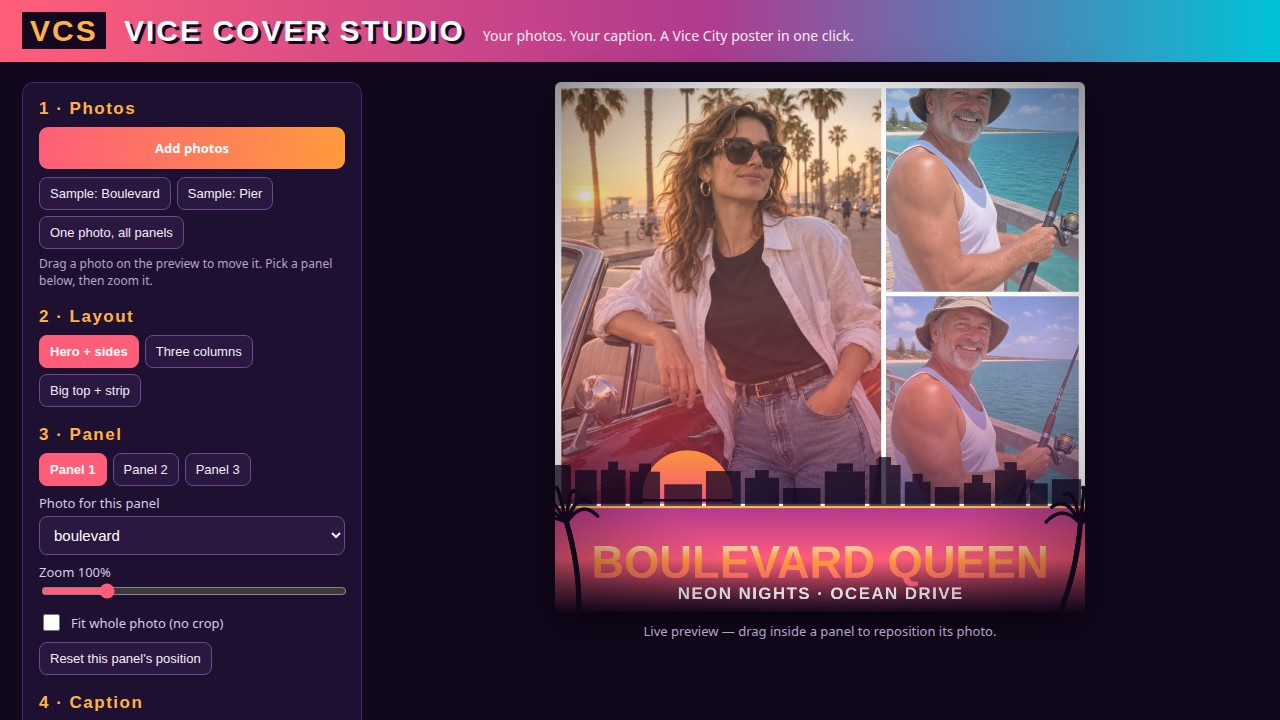 VCS VICE COVER STUDIO Your photos. Your caption. A Vice City poster in one click.
1 · Photos
Add photos
Sample: Boulevard Sample: Pier
One photo, all panels
Drag a photo on the preview to move it. Pick a panel
below, then zoom it.
2 · Layout
Hero + sides Three columns
Big top + strip
3 · Panel
Panel 1 Panel 2 Panel 3
Photo for this panel
boulevard
Zoom 100%
Fit whole photo (no crop)
Reset this panel's position
4 · Caption
BOULEVARD QUEEN
NEON NIGHTS · OCEAN DRIVE
Live preview — drag inside a panel to reposition its photo.